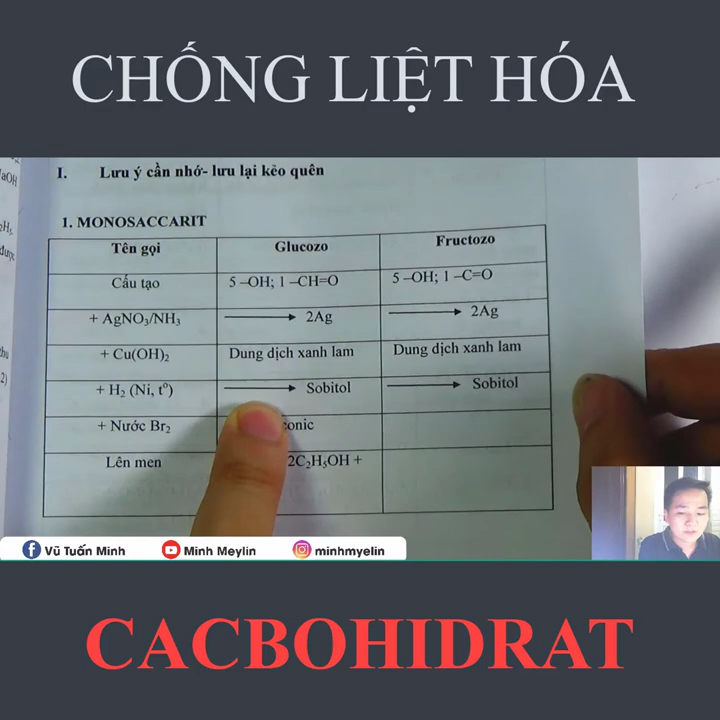 CHỐNG LIỆT HÓA
I. Lưu ý cần nhớ- lưu lại kẻo quên
1. MONOSACCARIT
Tên gọi Glucozo Fructozo
Cấu tạo 5 –OH; 1 –CH=O 5 –OH; 1 –C=O
+ AgNO₃/NH₃ → 2Ag → 2Ag
+ Cu(OH)₂ Dung dịch xanh lam Dung dịch xanh lam
+ H₂ (Ni, t°) → Sobitol → Sobitol
+ Nước Br₂
Lên men 2C₂H₅OH +
Vũ Tuấn Minh Minh Meylin minhmyelin
CACBOHIDRAT